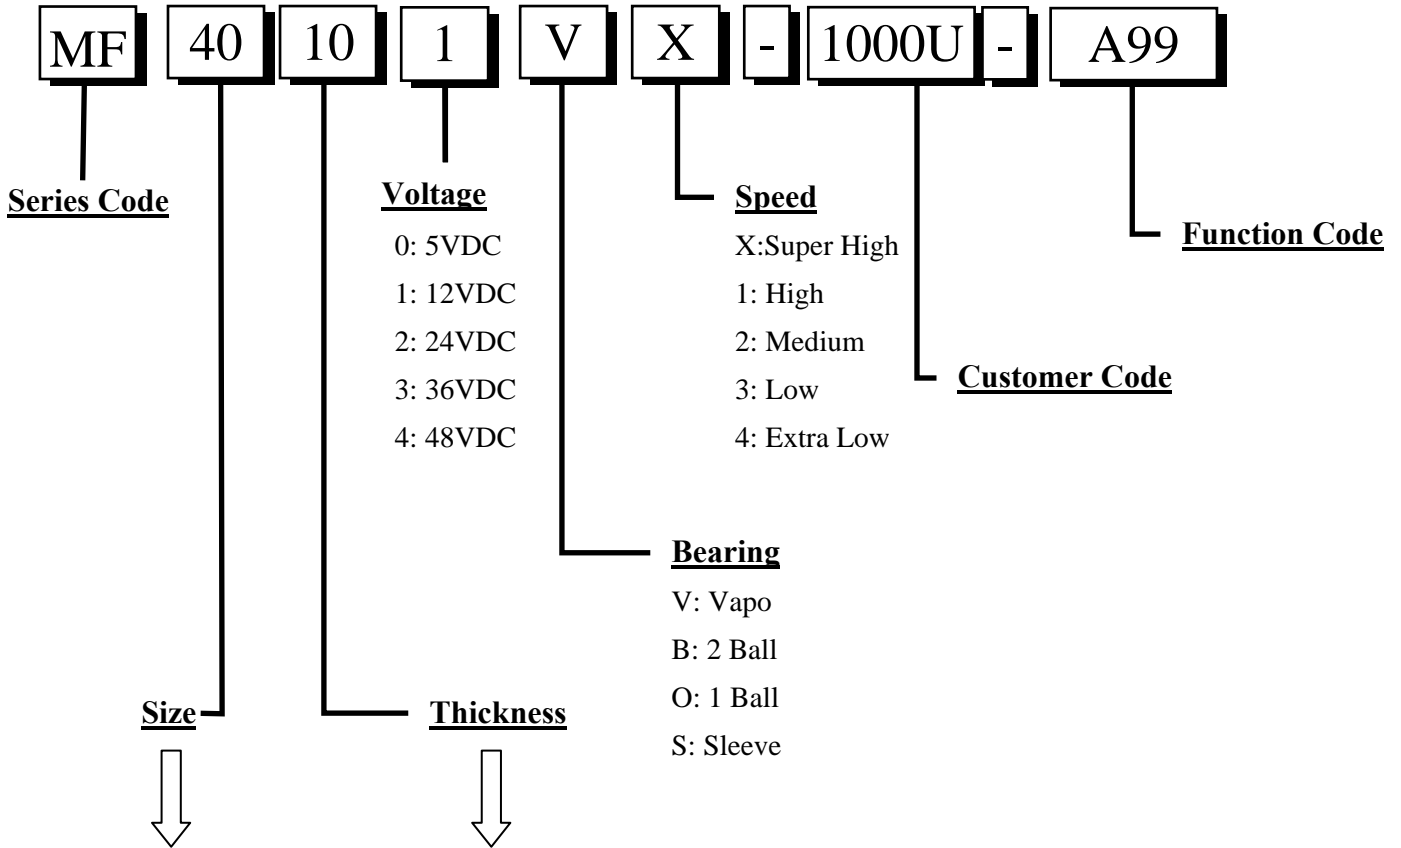 MF 40 10 1 V X - 1000U - A99
Series Code
Voltage
0: 5VDC
1: 12VDC
2: 24VDC
3: 36VDC
4: 48VDC
Speed
X:Super High
1: High
2: Medium
3: Low
4: Extra Low
Function Code
Customer Code
Bearing
V: Vapo
B: 2 Ball
O: 1 Ball
S: Sleeve
Size
Thickness